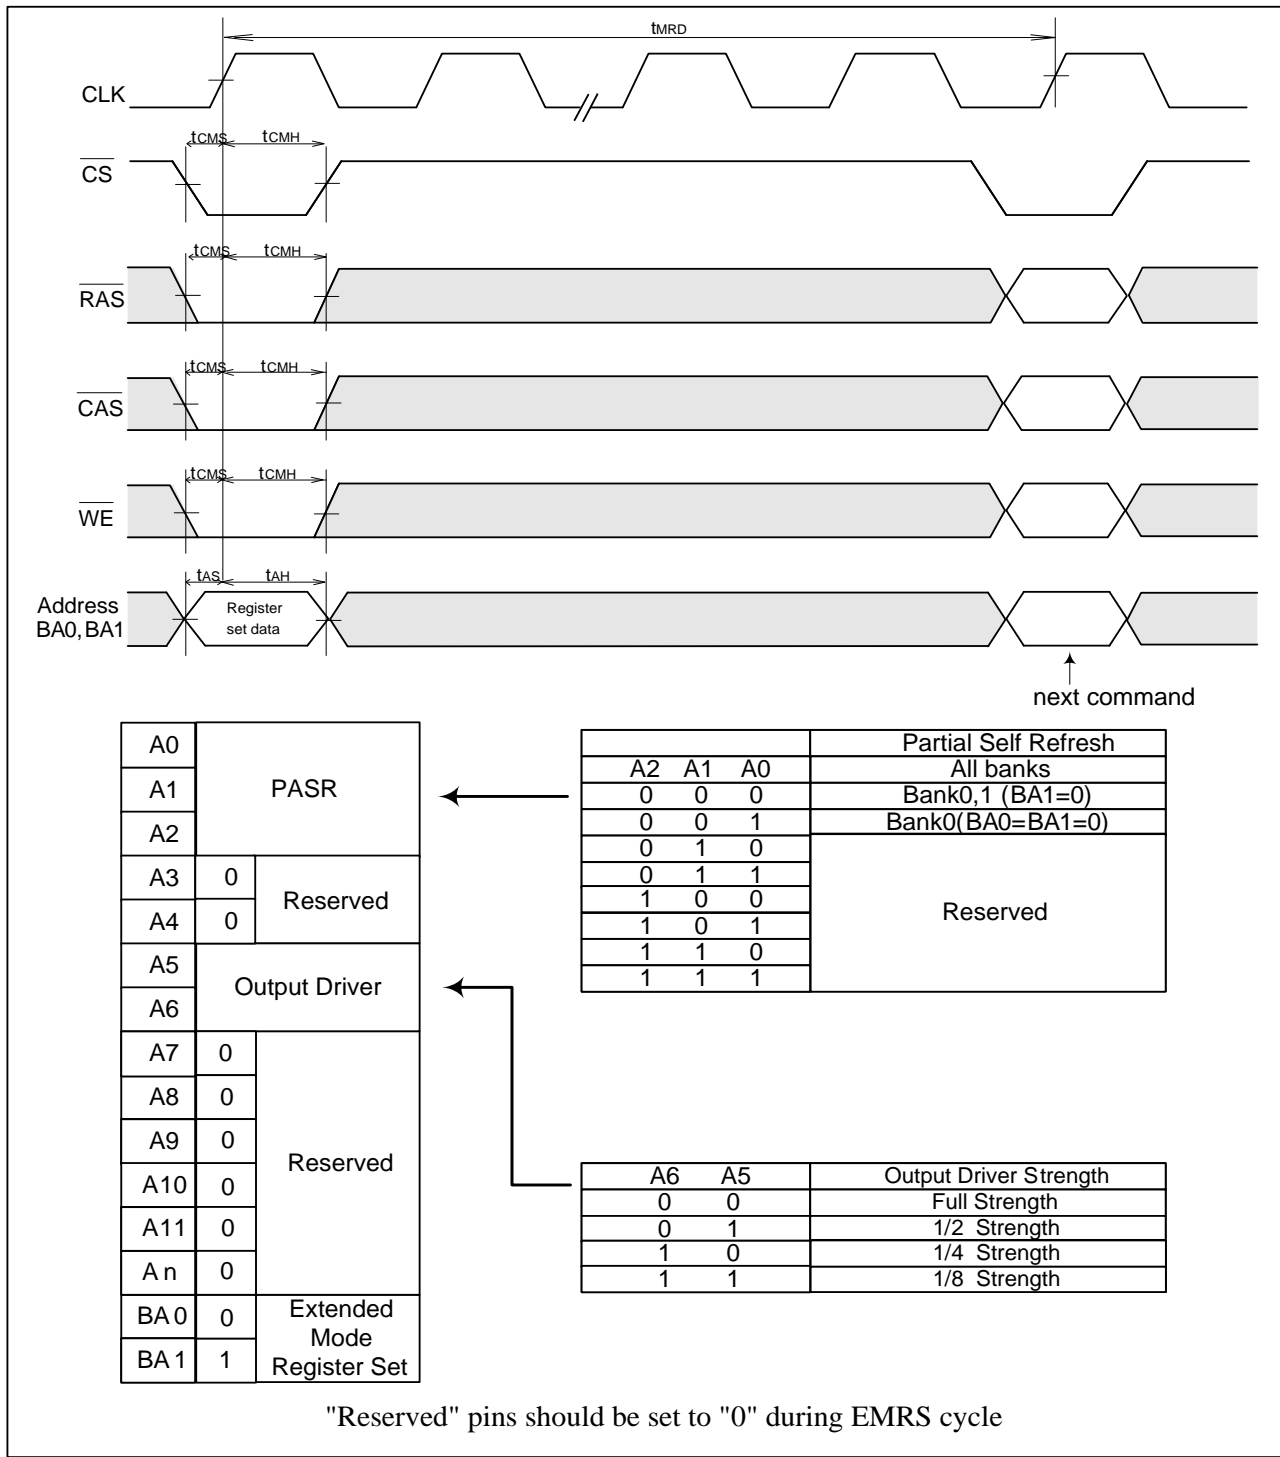 tMRD
CLK
tCMS tCMH
CS
tCMS tCMH
RAS
tCMS tCMH
CAS
tCMS tCMH
WE
tAS tAH
Address
BA0, BA1
Register
set data
next command
A0
A1
A2
PASR
A3 0
A4 0
Reserved
A5
A6
Output Driver
A7 0
A8 0
A9 0
A10 0
A11 0
An 0
Reserved
BA0 0
BA1 1
Extended
Mode
Register Set
Partial Self Refresh
A2 A1 A0 All banks
0 0 0 Bank0,1 (BA1=0)
0 0 1 Bank0(BA0=BA1=0)
0 1 0
0 1 1
1 0 0
1 0 1
1 1 0
1 1 1
Reserved
A6 A5 Output Driver Strength
0 0 Full Strength
0 1 1/2 Strength
1 0 1/4 Strength
1 1 1/8 Strength
"Reserved" pins should be set to "0" during EMRS cycle